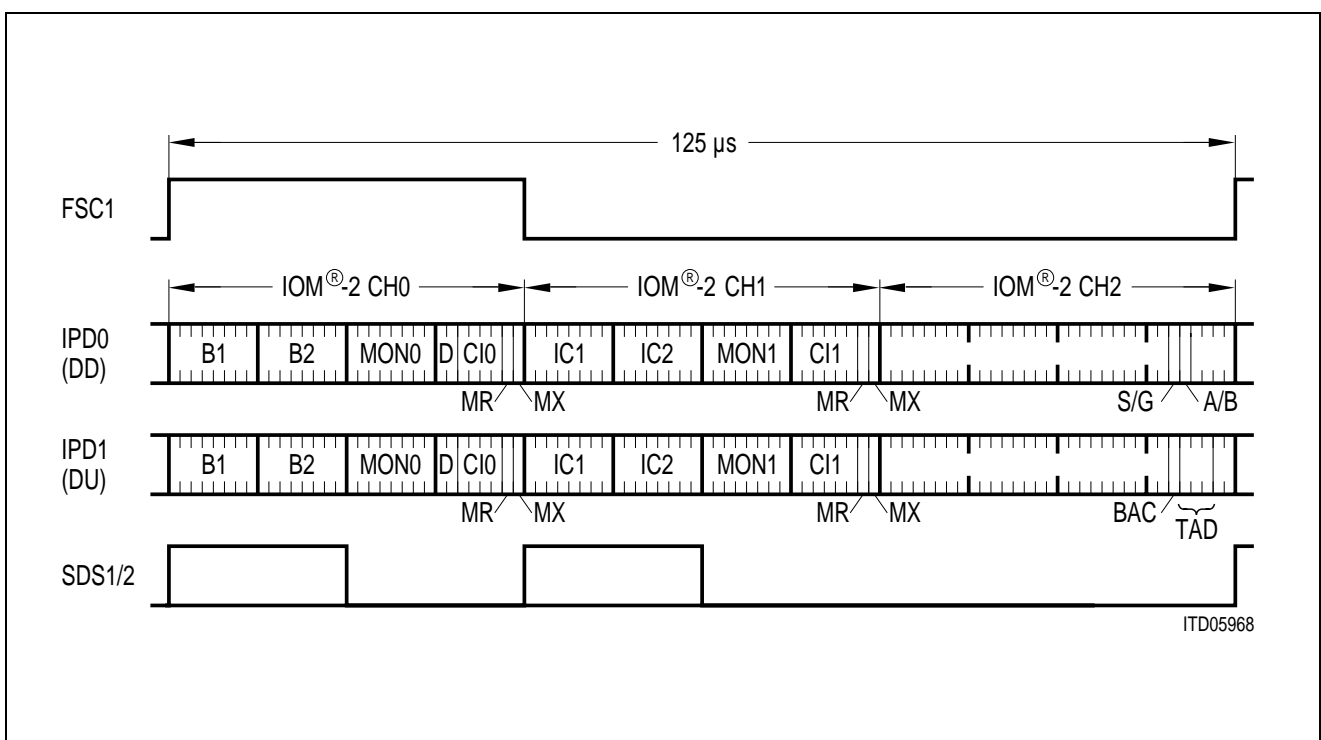 125 µs
FSC1
IOM®-2 CH0 IOM®-2 CH1 IOM®-2 CH2
IPD0
(DD)
B1 B2 MON0 D CI0 IC1 IC2 MON1 CI1
MR MX MR MX S/G A/B
IPD1
(DU)
B1 B2 MON0 D CI0 IC1 IC2 MON1 CI1
MR MX MR MX BAC TAD
SDS1/2
ITD05968